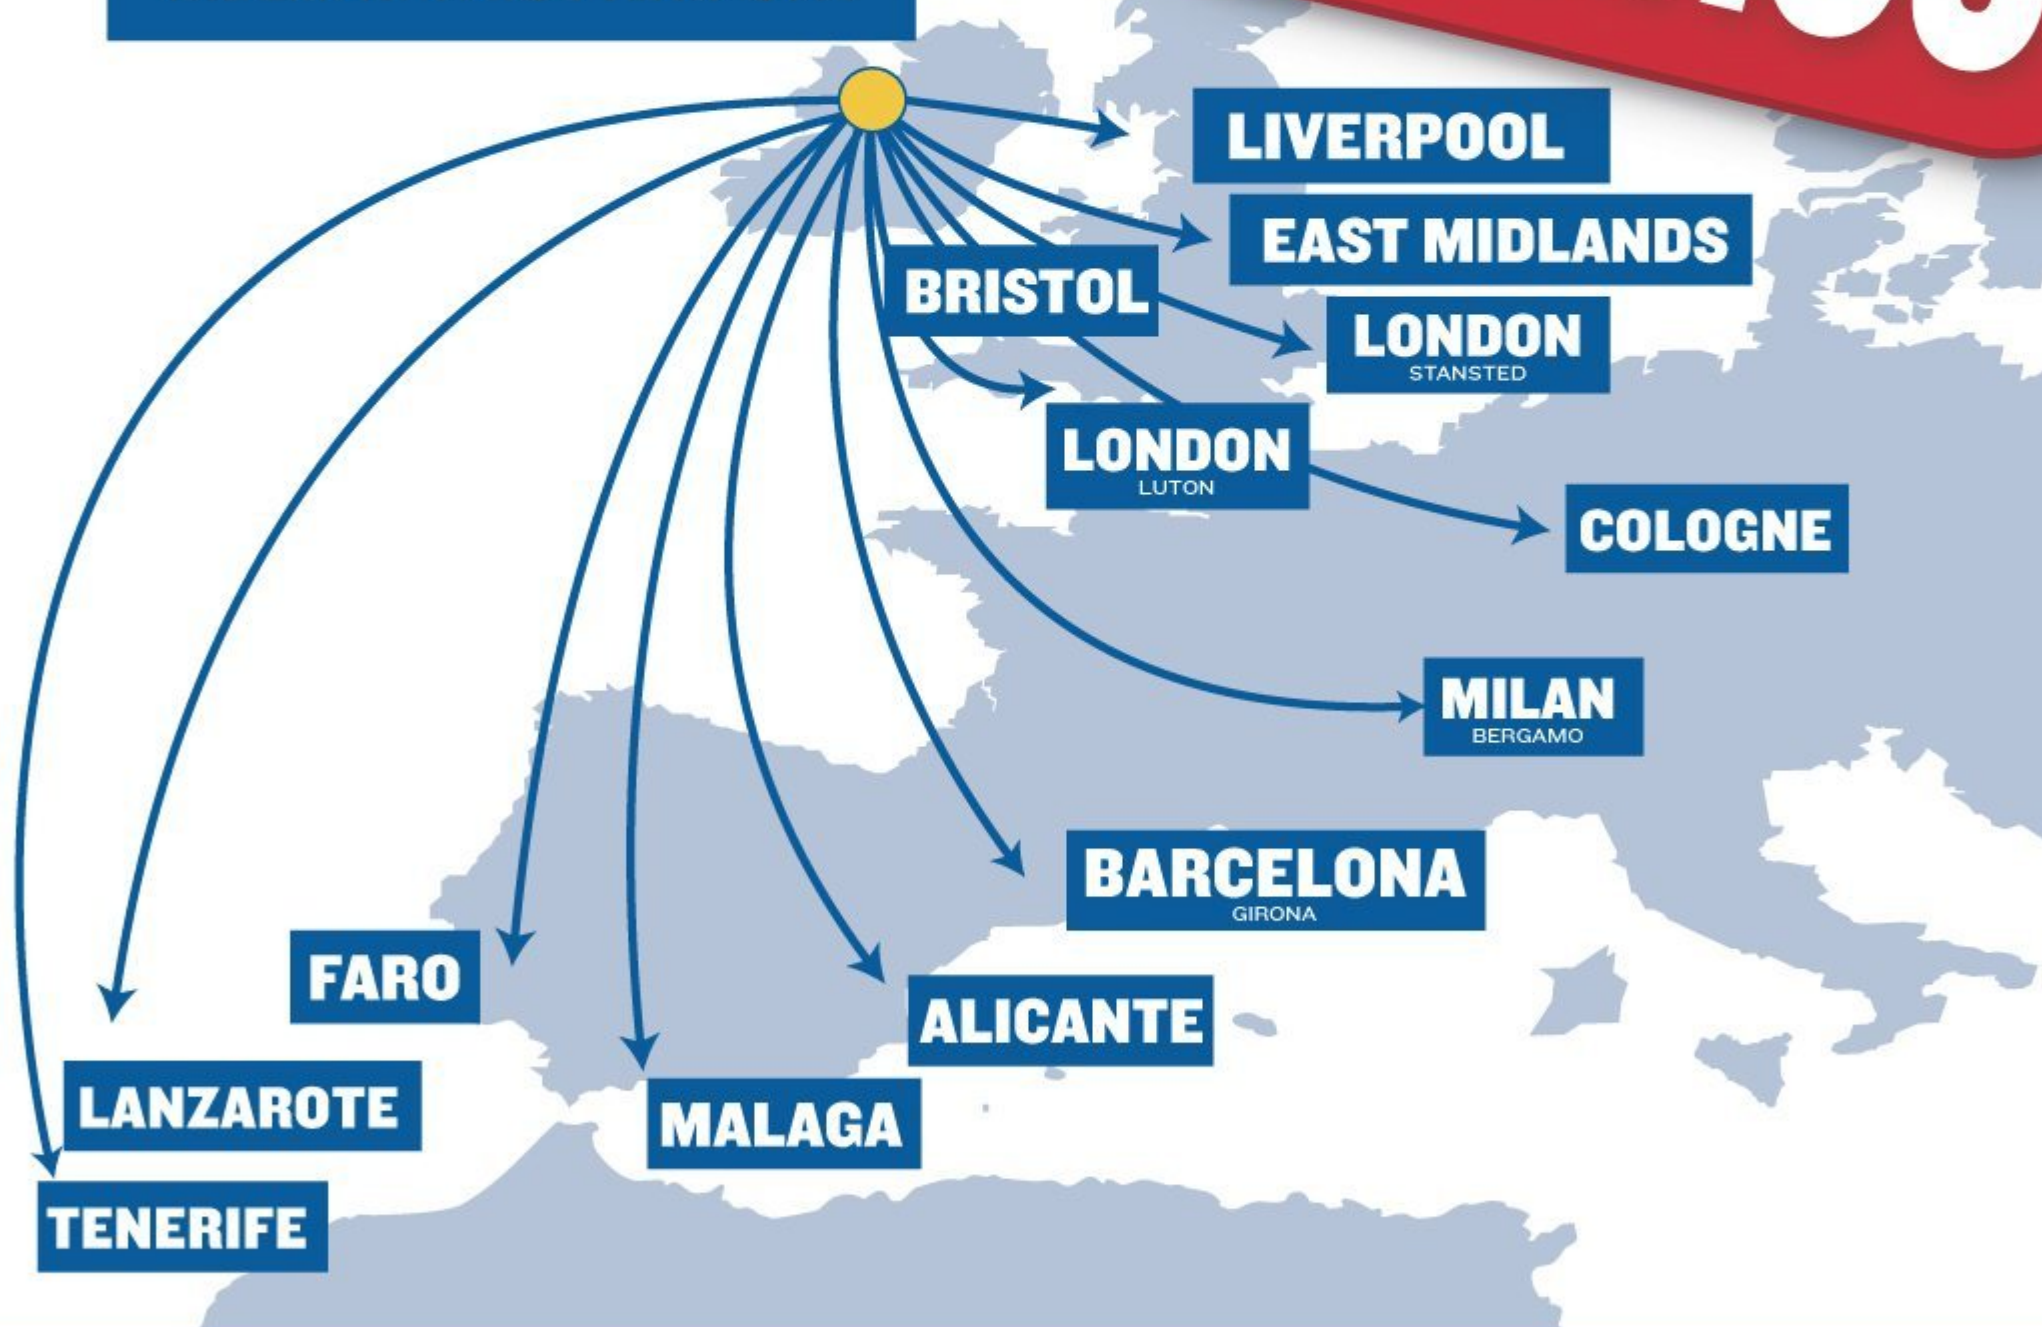 LIVERPOOL
EAST MIDLANDS
BRISTOL
LONDON
STANSTED
LONDON
LUTON
COLOGNE
MILAN
BERGAMO
BARCELONA
GIRONA
FARO
ALICANTE
LANZAROTE
MALAGA
TENERIFE